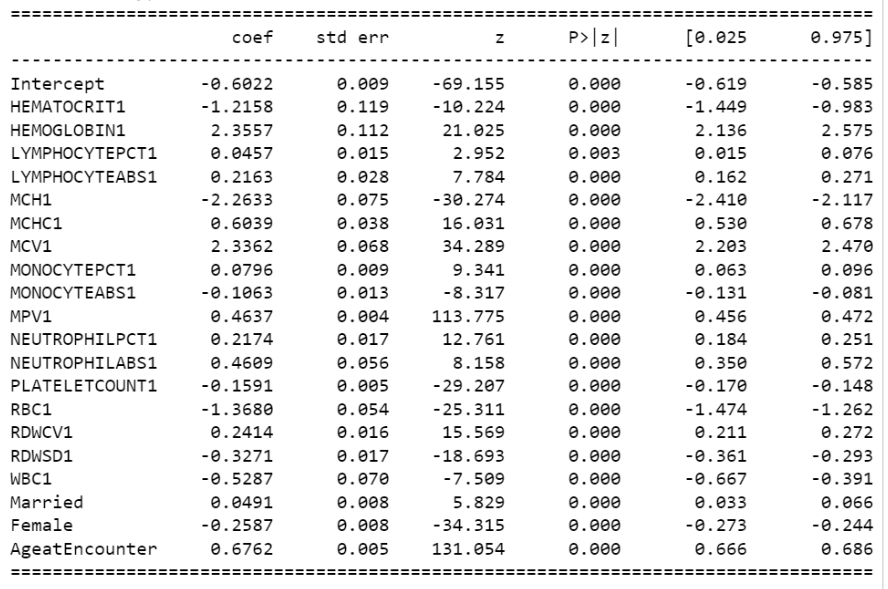 ==============================================================================
coef std err z P>|z| [0.025 0.975]
------------------------------------------------------------------------------
Intercept -0.6022 0.009 -69.155 0.000 -0.619 -0.585
HEMATOCRIT1 -1.2158 0.119 -10.224 0.000 -1.449 -0.983
HEMOGLOBIN1 2.3557 0.112 21.025 0.000 2.136 2.575
LYMPHOCYTEPCT1 0.0457 0.015 2.952 0.003 0.015 0.076
LYMPHOCYTEABS1 0.2163 0.028 7.784 0.000 0.162 0.271
MCH1 -2.2633 0.075 -30.274 0.000 -2.410 -2.117
MCHC1 0.6039 0.038 16.031 0.000 0.530 0.678
MCV1 2.3362 0.068 34.289 0.000 2.203 2.470
MONOCYTEPCT1 0.0796 0.009 9.341 0.000 0.063 0.096
MONOCYTEABS1 -0.1063 0.013 -8.317 0.000 -0.131 -0.081
MPV1 0.4637 0.004 113.775 0.000 0.456 0.472
NEUTROPHILPCT1 0.2174 0.017 12.761 0.000 0.184 0.251
NEUTROPHILABS1 0.4609 0.056 8.158 0.000 0.350 0.572
PLATELETCOUNT1 -0.1591 0.005 -29.207 0.000 -0.170 -0.148
RBC1 -1.3680 0.054 -25.311 0.000 -1.474 -1.262
RDWCV1 0.2414 0.016 15.569 0.000 0.211 0.272
RDWSD1 -0.3271 0.017 -18.693 0.000 -0.361 -0.293
WBC1 -0.5287 0.070 -7.509 0.000 -0.667 -0.391
Married 0.0491 0.008 5.829 0.000 0.033 0.066
Female -0.2587 0.008 -34.315 0.000 -0.273 -0.244
AgeatEncounter 0.6762 0.005 131.054 0.000 0.666 0.686
==============================================================================